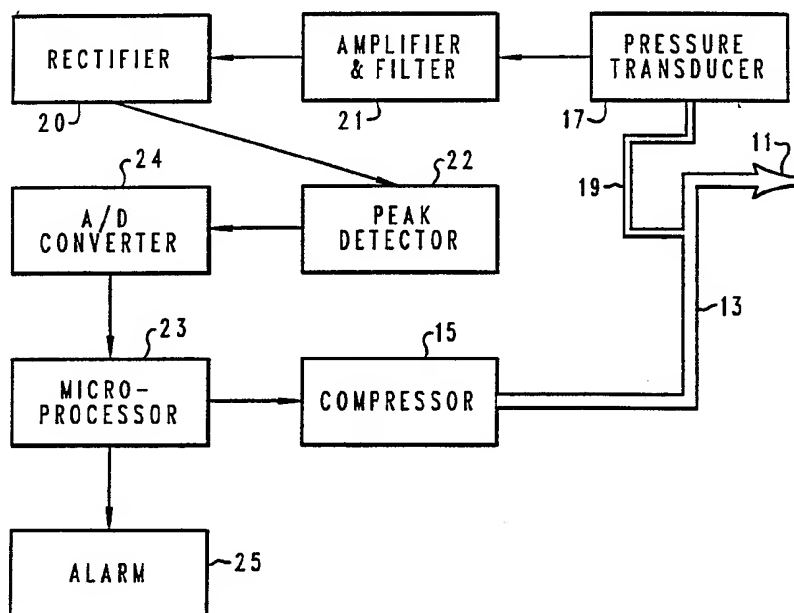 RECTIFIER
20
AMPLIFIER
& FILTER
21
PRESSURE
TRANSDUCER
17
11
19
24
A/D
CONVERTER
22
PEAK
DETECTOR
13
23
MICRO-
PROCESSOR
15
COMPRESSOR
ALARM
25